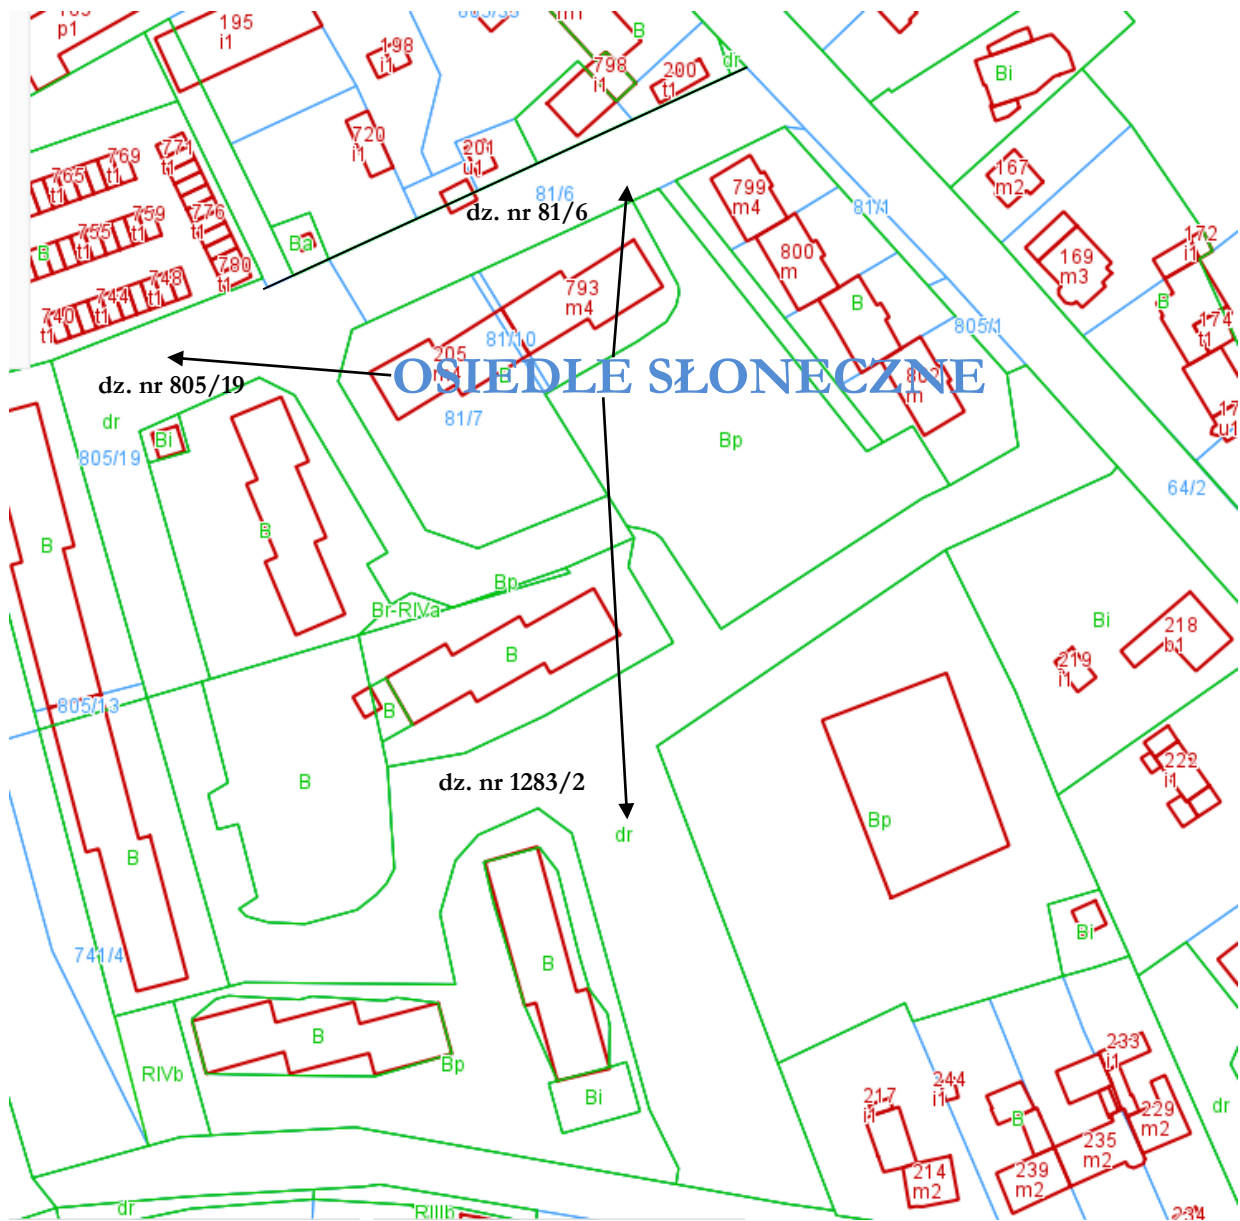 195
i1
p1
198
i1
m1
B
798
i1
200
t1
dr
Bi
769
t1
771
t1
765
t1
720
i1
201
u1
81/6
dz. nr 81/6
799
m4
81/1
167
m2
759
t1
755
t1
776
t1
B
Ba
800
m
169
m3
172
i1
780
t1
748
t1
744
t1
740
t1
793
m4
B
B
174
t1
805/1
81/10
205
B
OSIEDLE SŁONECZNE
dz. nr 805/19
802
m
dr
81/7
u1
Bi
Bp
805/19
64/2
B
B
Bp
Br-RIVa
Bi
218
b1
B
219
i1
805/13
B
222
i1
B
dz. nr 1283/2
Bp
dr
B
Bi
741/4
B
B
233
i1
RIVb
Bp
244
i1
217
i1
Bi
B
229
m2
dr
235
m2
214
m2
239
m2
dr
RIIIb
234